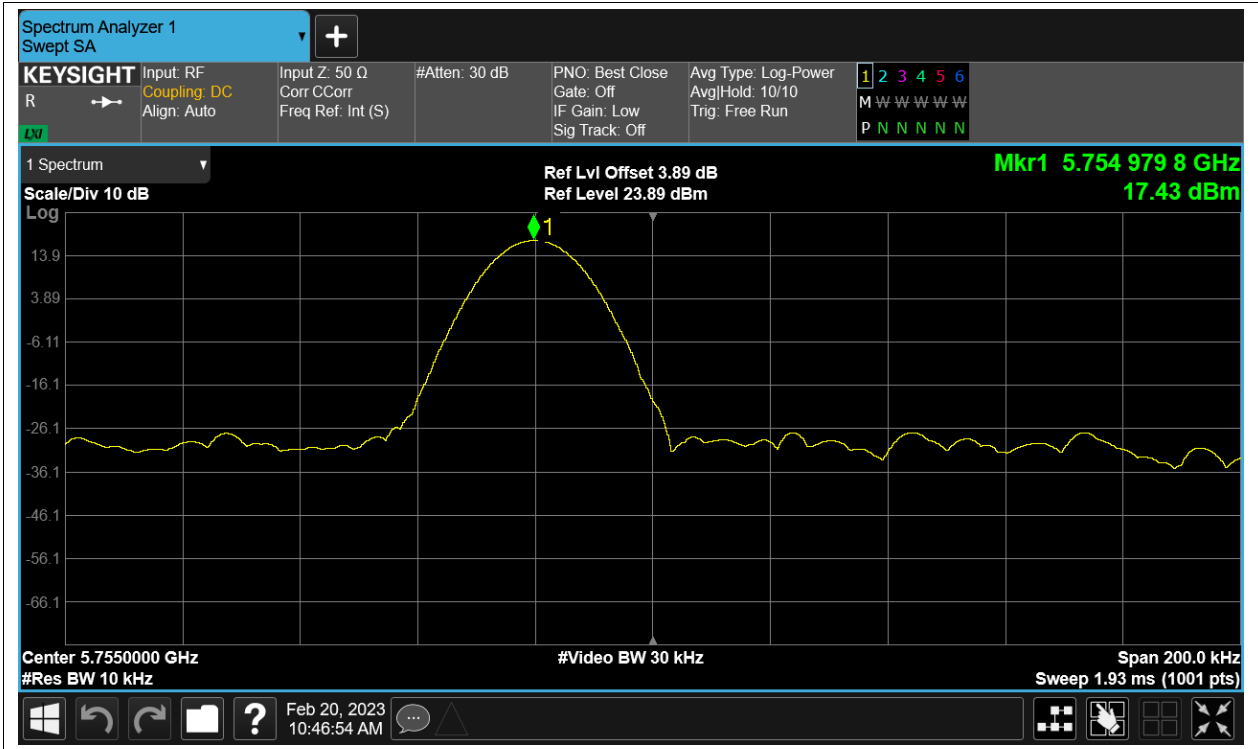 Spectrum Analyzer 1
Swept SA
KEYSIGHT
R
LXI
Input: RF
Coupling: DC
Align: Auto
Input Z: 50 Ω
Corr CCorr
Freq Ref: Int (S)
#Atten: 30 dB
PNO: Best Close
Gate: Off
IF Gain: Low
Sig Track: Off
Avg Type: Log-Power
Avg|Hold: 10/10
Trig: Free Run
1 2 3 4 5 6
M W W W W W
P N N N N N
1 Spectrum
Scale/Div 10 dB
Log
Ref Lvl Offset 3.89 dB
Ref Level 23.89 dBm
Mkr1 5.754 979 8 GHz
17.43 dBm
1
13.9
3.89
-6.11
-16.1
-26.1
-36.1
-46.1
-56.1
-66.1
Center 5.7550000 GHz
#Res BW 10 kHz
#Video BW 30 kHz
Span 200.0 kHz
Sweep 1.93 ms (1001 pts)
?
Feb 20, 2023
10:46:54 AM